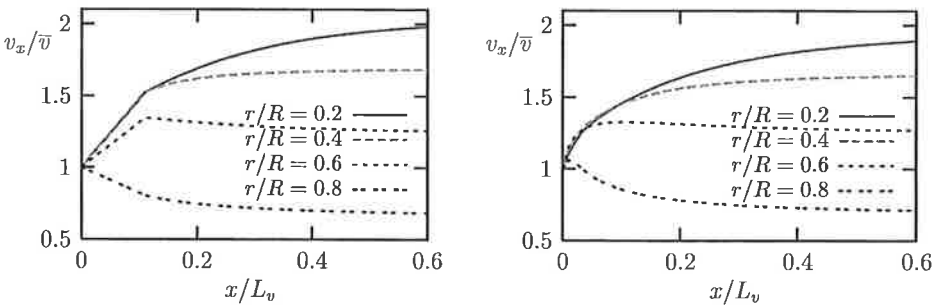 2
v_x/v̅
1.5
1
0.5
r/R = 0.2
r/R = 0.4
r/R = 0.6
r/R = 0.8
0 0.2 0.4 0.6
x/L_v
2
v_x/v̅
1.5
1
0.5
r/R = 0.2
r/R = 0.4
r/R = 0.6
r/R = 0.8
0 0.2 0.4 0.6
x/L_v